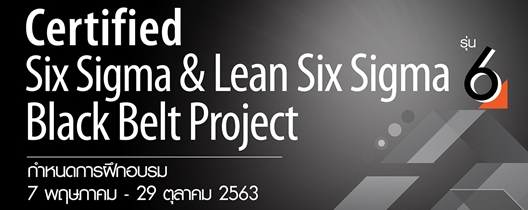 Certified
Six Sigma & Lean Six Sigma รุ่น 6
Black Belt Project
กำหนดการฝึกอบรม
7 พฤษภาคม - 29 ตุลาคม 2563